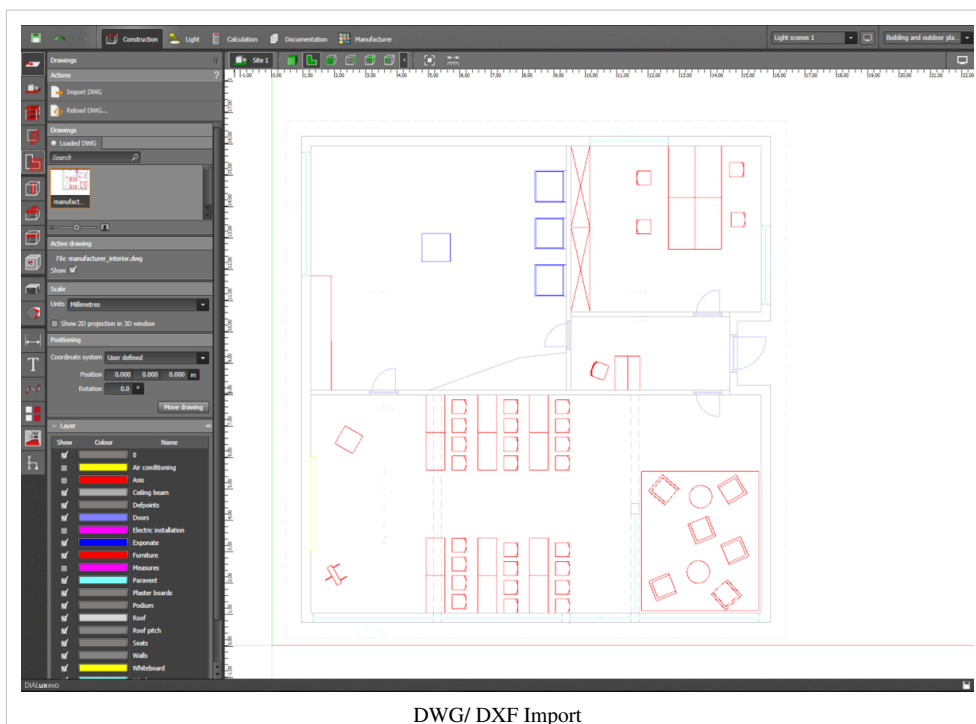 Construction
Light
Calculation
Documentation
Manufacturer
Light scenes 1
Building and outdoor pla...
Drawings
Site 1
Actions
?
Import DWG
Reload DWG...
Drawings
Loaded DWG
Search
manufact...
Active drawing
File manufacturer_interior.dwg
Show
Scale
Units Millimetres
Show 2D projection in 3D window
Positioning
Coordinate system User defined
Position 0.000 0.000 0.000 m
Rotation 0.0 °
Move drawing
Layer
Show Colour Name
0
Air conditioning
Axis
Ceiling beam
Defpoints
Doors
Electric installation
Exponate
Furniture
Measures
Paravent
Plaster boards
Podium
Roof
Roof pitch
Seats
Walls
Whiteboard
T
DIALux evo
DWG/ DXF Import